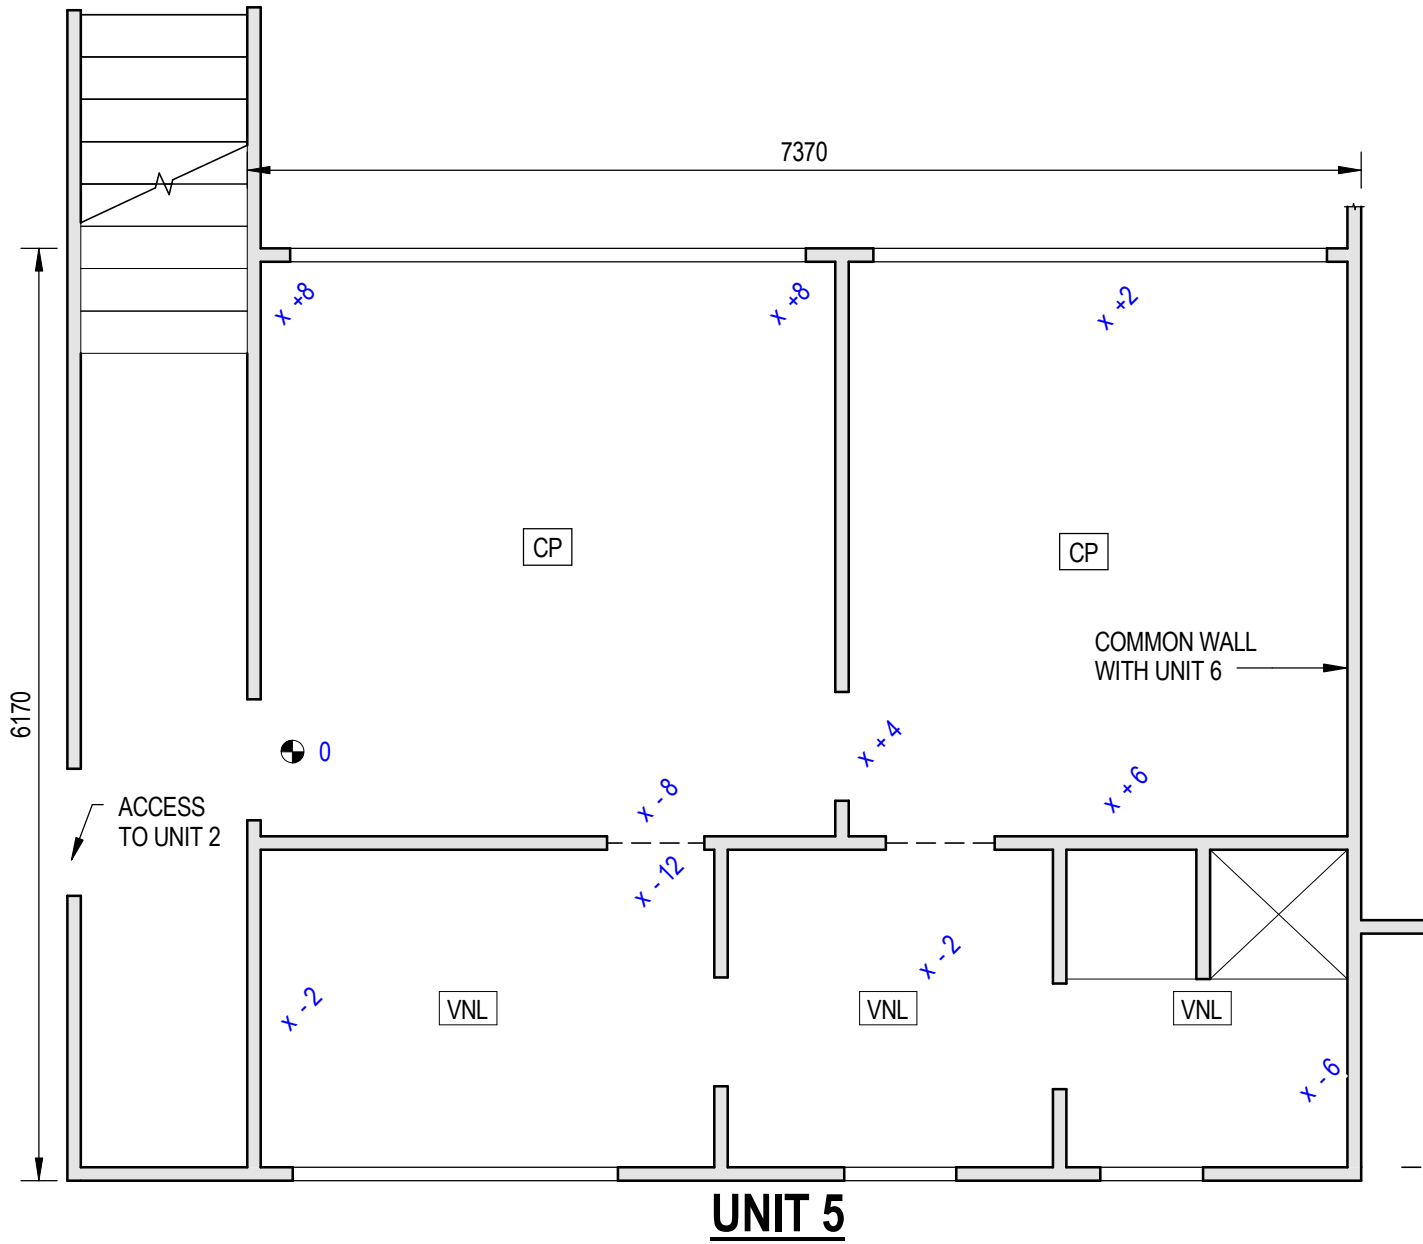 7370
x +8
x +8
x +2
CP
CP
COMMON WALL
WITH UNIT 6
6170
0
x + 4
x - 8
x + 6
ACCESS
TO UNIT 2
x - 12
x - 2
x - 2
VNL
VNL
VNL
x - 6
UNIT 5